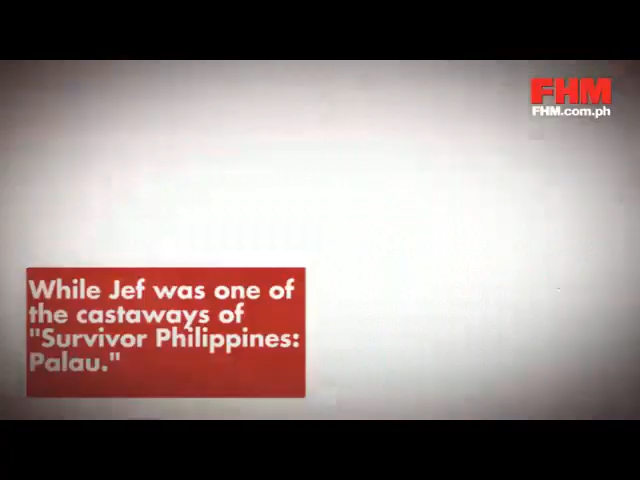 FHM
FHM.com.ph
While Jef was one of
the castaways of
"Survivor Philippines:
Palau."